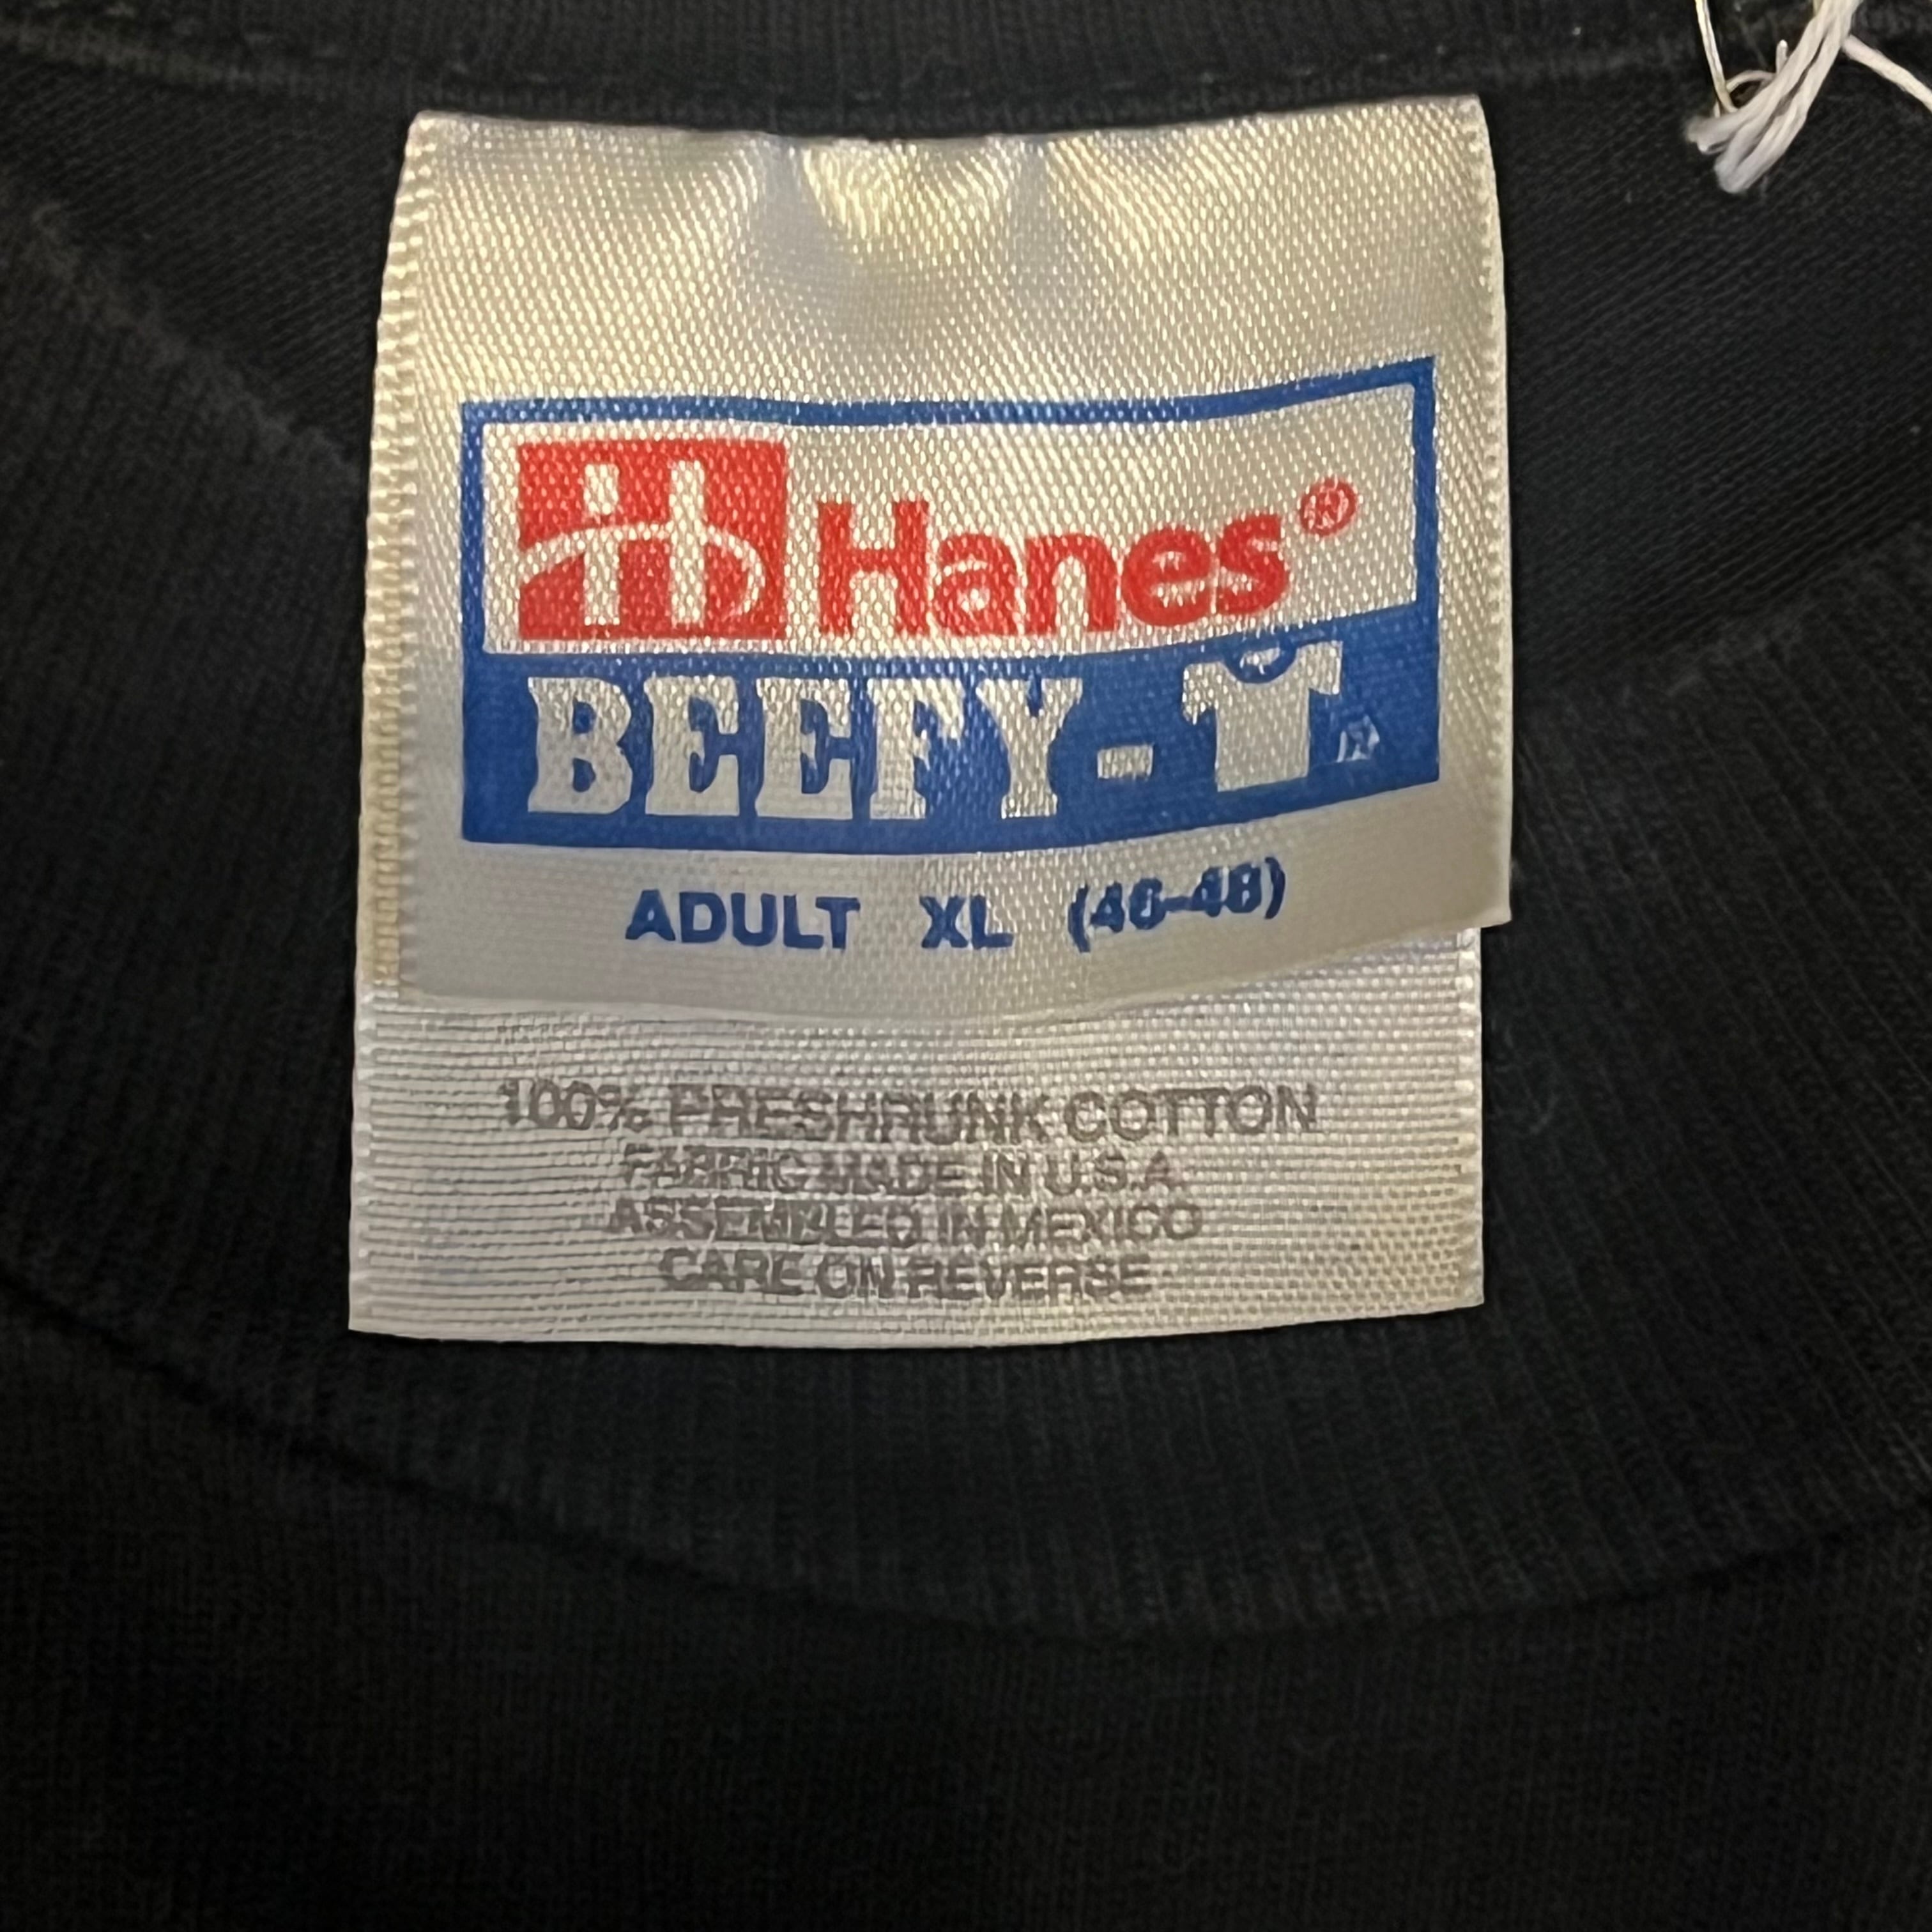 H Hanes®
BEEFY-T®
ADULT XL (46-48)
100% PRESHRUNK COTTON
FABRIC MADE IN U.S.A.
ASSEMBLED IN MEXICO
CARE ON REVERSE